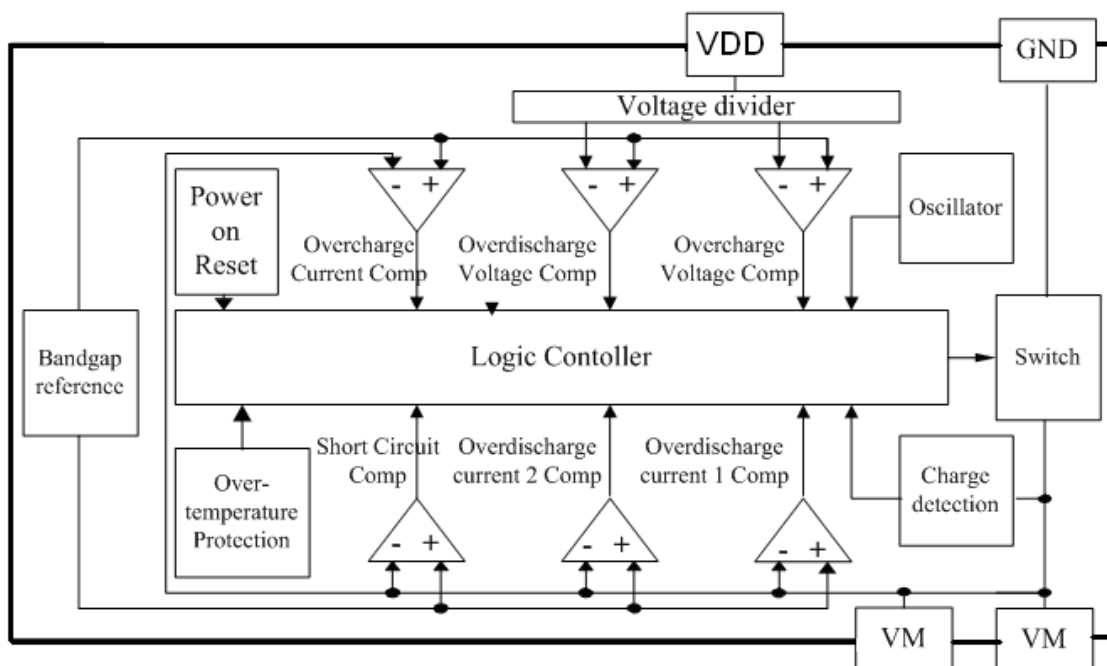 VDD
GND
Voltage divider
- +
- +
- +
Power
on
Reset
Oscillator
Overcharge
Current Comp
Overdischarge
Voltage Comp
Overcharge
Voltage Comp
Bandgap
reference
Logic Contoller
Switch
Short Circuit
Comp
Overdischarge
current 2 Comp
Overdischarge
current 1 Comp
Over-
temperature
Protection
Charge
detection
- +
- +
- +
VM
VM